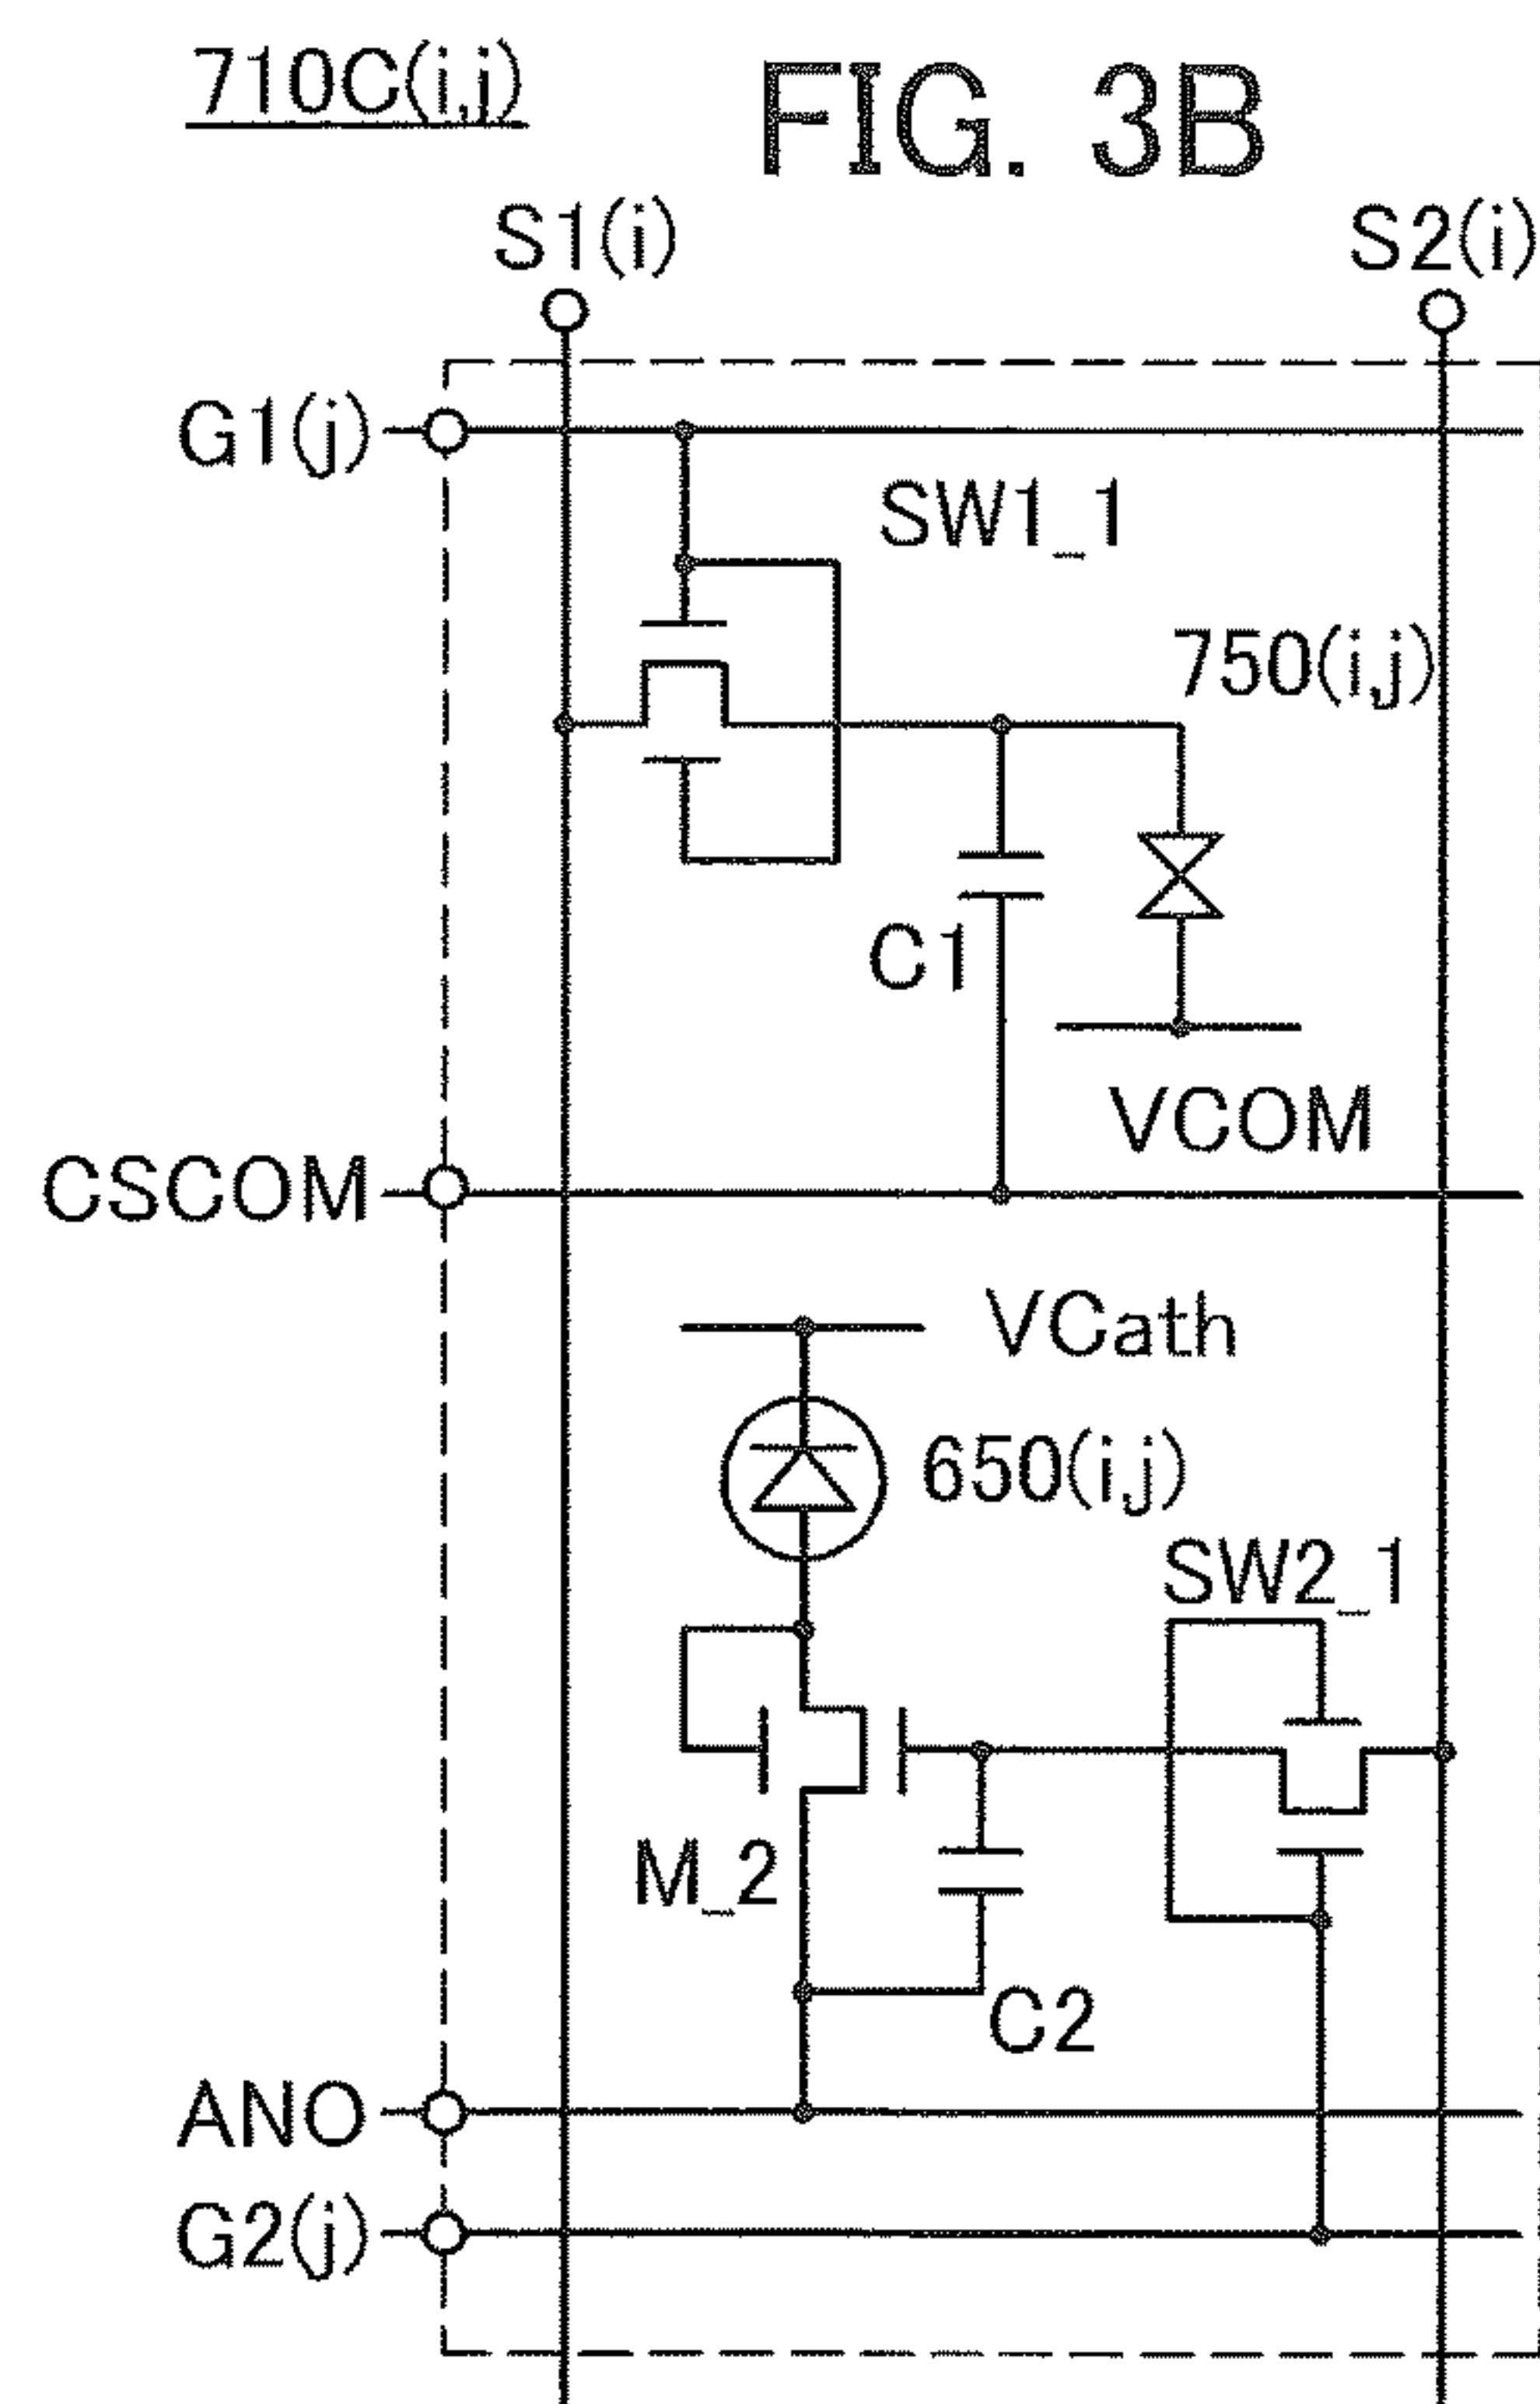 710C(i,j)
FIG. 3B
S1(i)
S2(i)
G1(j)
SW1_1
750(i,j)
C1
VCOM
CSCOM
VCath
650(i,j)
SW2_1
M_2
C2
ANO
G2(j)